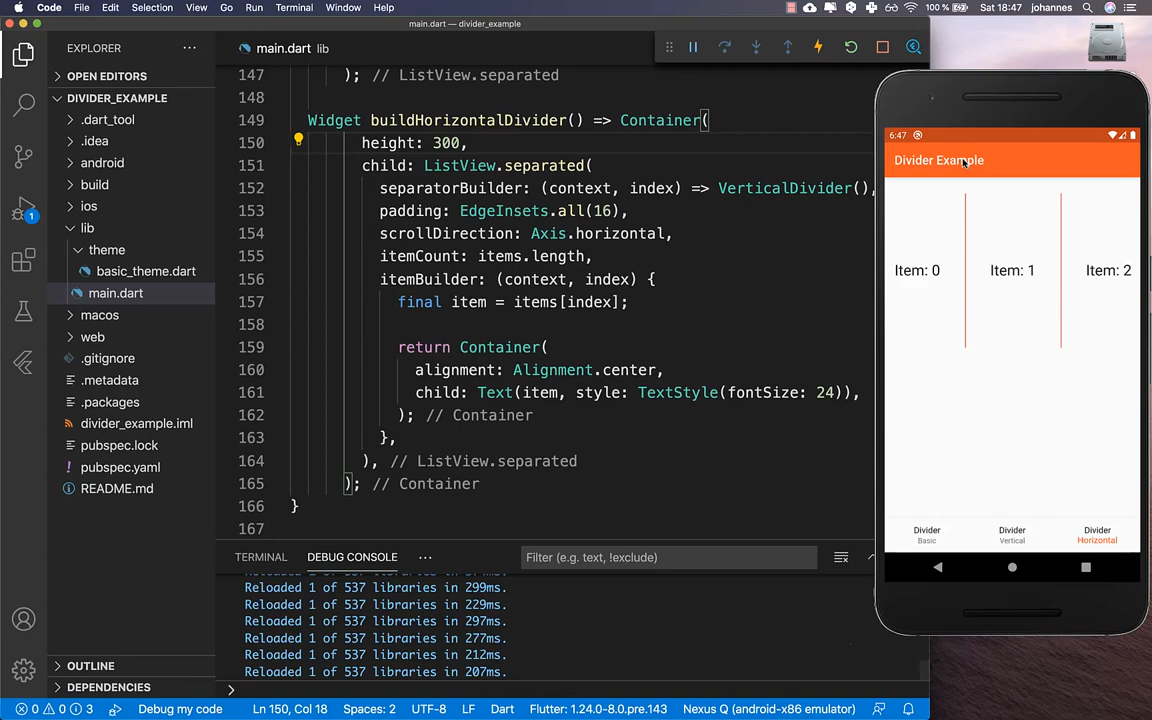 Code File Edit Selection View Go Run Terminal Window Help 100 % Sat 18:47 johannes
main.dart — divider_example
EXPLORER
OPEN EDITORS
DIVIDER_EXAMPLE
.dart_tool
.idea
android
build
ios
lib
theme
basic_theme.dart
main.dart
macos
web
.gitignore
.metadata
.packages
divider_example.iml
pubspec.lock
pubspec.yaml
README.md
OUTLINE
DEPENDENCIES
1
main.dart lib
147 ); // ListView.separated
148
149 Widget buildHorizontalDivider() => Container(
150 height: 300,
151 child: ListView.separated(
152 separatorBuilder: (context, index) => VerticalDivider(),
153 padding: EdgeInsets.all(16),
154 scrollDirection: Axis.horizontal,
155 itemCount: items.length,
156 itemBuilder: (context, index) {
157 final item = items[index];
158
159 return Container(
160 alignment: Alignment.center,
161 child: Text(item, style: TextStyle(fontSize: 24)),
162 ); // Container
163 },
164 ), // ListView.separated
165 ); // Container
166 }
167
TERMINAL DEBUG CONSOLE ··· Filter (e.g. text, !exclude)
Reloaded 1 of 537 libraries in 299ms.
Reloaded 1 of 537 libraries in 229ms.
Reloaded 1 of 537 libraries in 297ms.
Reloaded 1 of 537 libraries in 277ms.
Reloaded 1 of 537 libraries in 212ms.
Reloaded 1 of 537 libraries in 207ms.
6:47
Divider Example
Item: 0 Item: 1 Item: 2
Divider Divider Divider
Basic Vertical Horizontal
0 0 3 Debug my code Ln 150, Col 18 Spaces: 2 UTF-8 LF Dart Flutter: 1.24.0-8.0.pre.143 Nexus Q (android-x86 emulator)